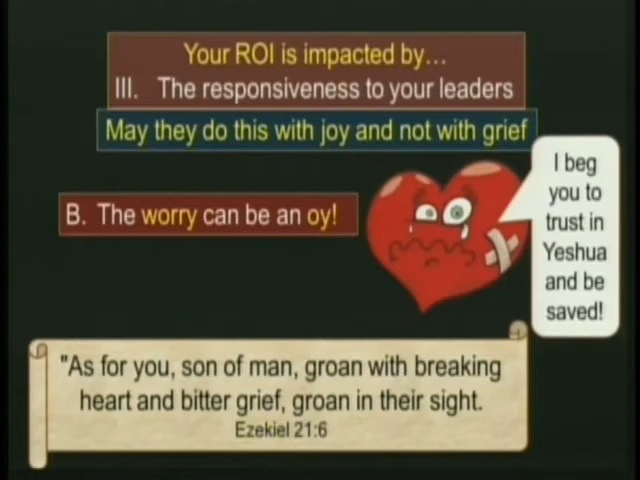 Your ROI is impacted by...
III. The responsiveness to your leaders
May they do this with joy and not with grief
I beg
you to
trust in
Yeshua
and be
saved!
B. The worry can be an oy!
"As for you, son of man, groan with breaking
heart and bitter grief, groan in their sight.
Ezekiel 21:6